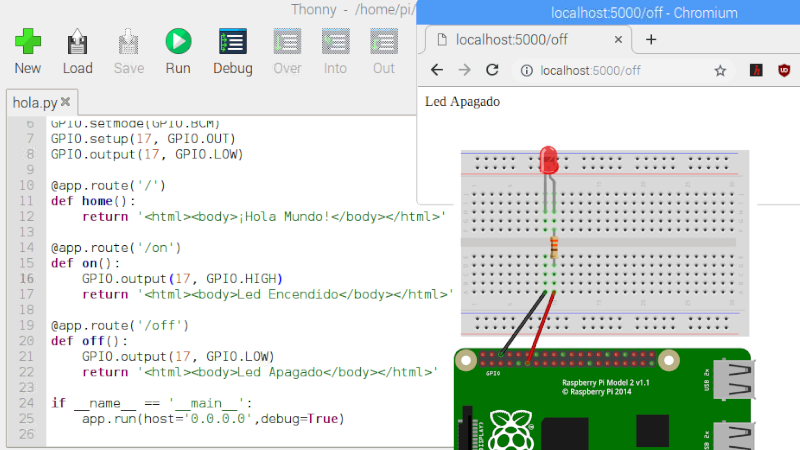 Thonny - /home/pi/
localhost:5000/off - Chromium
New Load Save Run Debug Over Into Out
localhost:5000/off
localhost:5000/off
Led Apagado
hola.py
6 GPIO.setmode(GPIO.BCM)
7 GPIO.setup(17, GPIO.OUT)
8 GPIO.output(17, GPIO.LOW)
9
10 @app.route('/')
11 def home():
12 return '<html><body>¡Hola Mundo!</body></html>'
13
14 @app.route('/on')
15 def on():
16 GPIO.output(17, GPIO.HIGH)
17 return '<html><body>Led Encendido</body></html>'
18
19 @app.route('/off')
20 def off():
21 GPIO.output(17, GPIO.LOW)
22 return '<html><body>Led Apagado</body></html>'
23
24 if __name__ == '__main__':
25 app.run(host='0.0.0.0',debug=True)
26
GPIO
Raspberry Pi Model 2 v1.1
© Raspberry Pi 2014
USB 2x
USB 2x